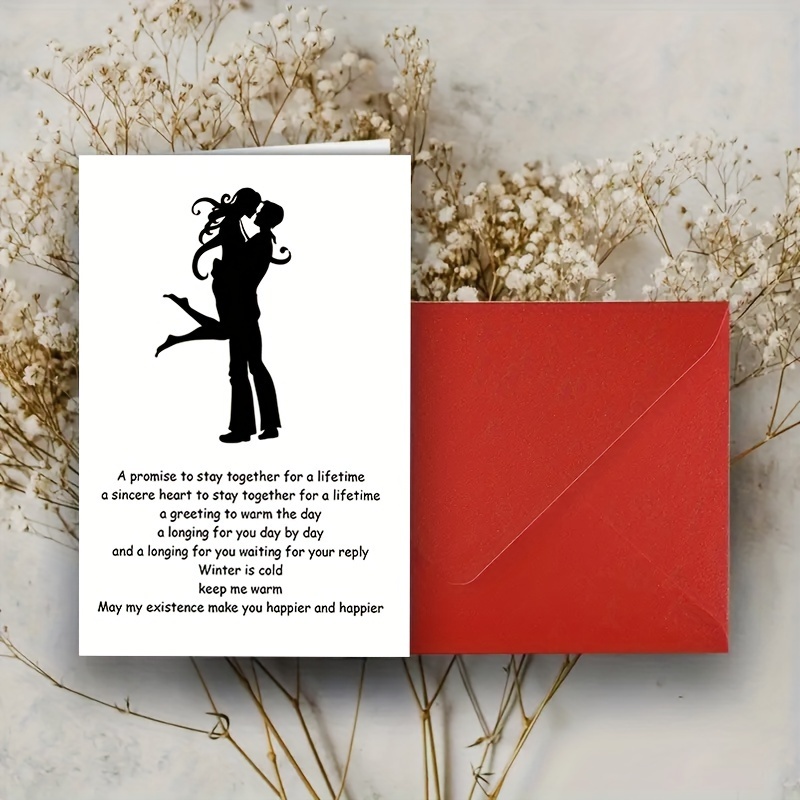 A promise to stay together for a lifetime
a sincere heart to stay together for a lifetime
a greeting to warm the day
a longing for you day by day
and a longing for you waiting for your reply
Winter is cold
keep me warm
May my existence make you happier and happier